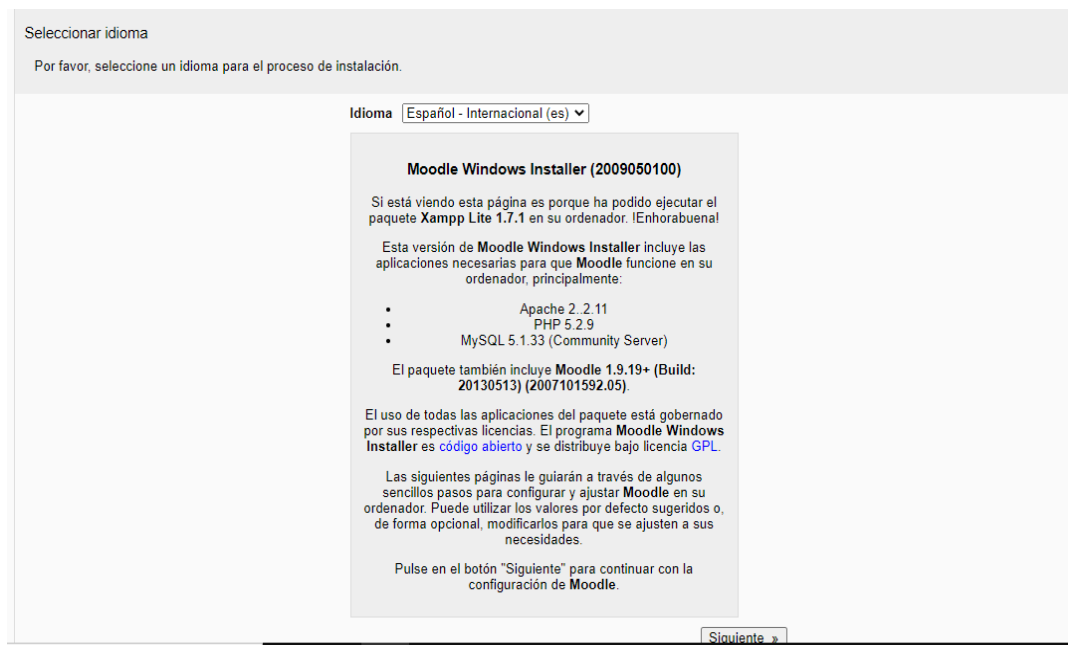 Seleccionar idioma
Por favor, seleccione un idioma para el proceso de instalación.
Idioma Español - Internacional (es)
Moodle Windows Installer (2009050100)
Si está viendo esta página es porque ha podido ejecutar el
paquete Xampp Lite 1.7.1 en su ordenador. !Enhorabuena!
Esta versión de Moodle Windows Installer incluye las
aplicaciones necesarias para que Moodle funcione en su
ordenador, principalmente:
• Apache 2..2.11
• PHP 5.2.9
• MySQL 5.1.33 (Community Server)
El paquete también incluye Moodle 1.9.19+ (Build:
20130513) (2007101592.05).
El uso de todas las aplicaciones del paquete está gobernado
por sus respectivas licencias. El programa Moodle Windows
Installer es código abierto y se distribuye bajo licencia GPL.
Las siguientes páginas le guiarán a través de algunos
sencillos pasos para configurar y ajustar Moodle en su
ordenador. Puede utilizar los valores por defecto sugeridos o,
de forma opcional, modificarlos para que se ajusten a sus
necesidades.
Pulse en el botón "Siguiente" para continuar con la
configuración de Moodle.
Siguiente »